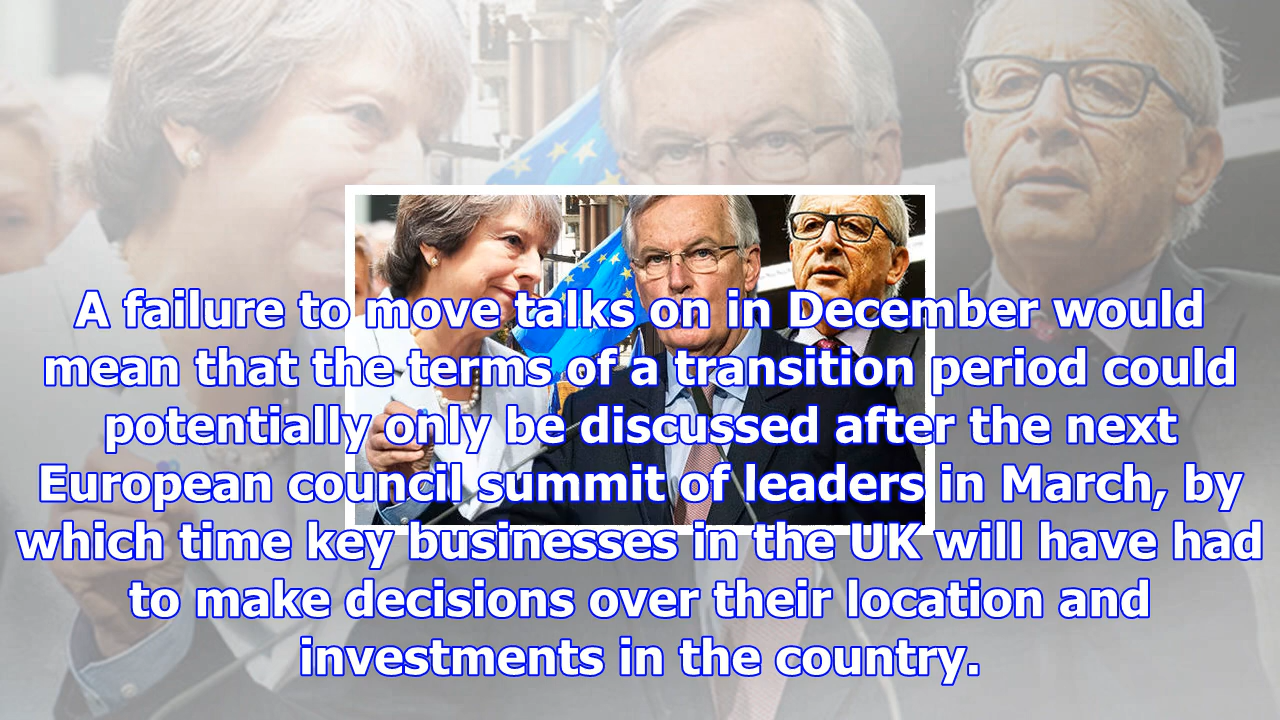 A failure to move talks on in December would
mean that the terms of a transition period could
potentially only be discussed after the next
European council summit of leaders in March, by
which time key businesses in the UK will have had
to make decisions over their location and
investments in the country.